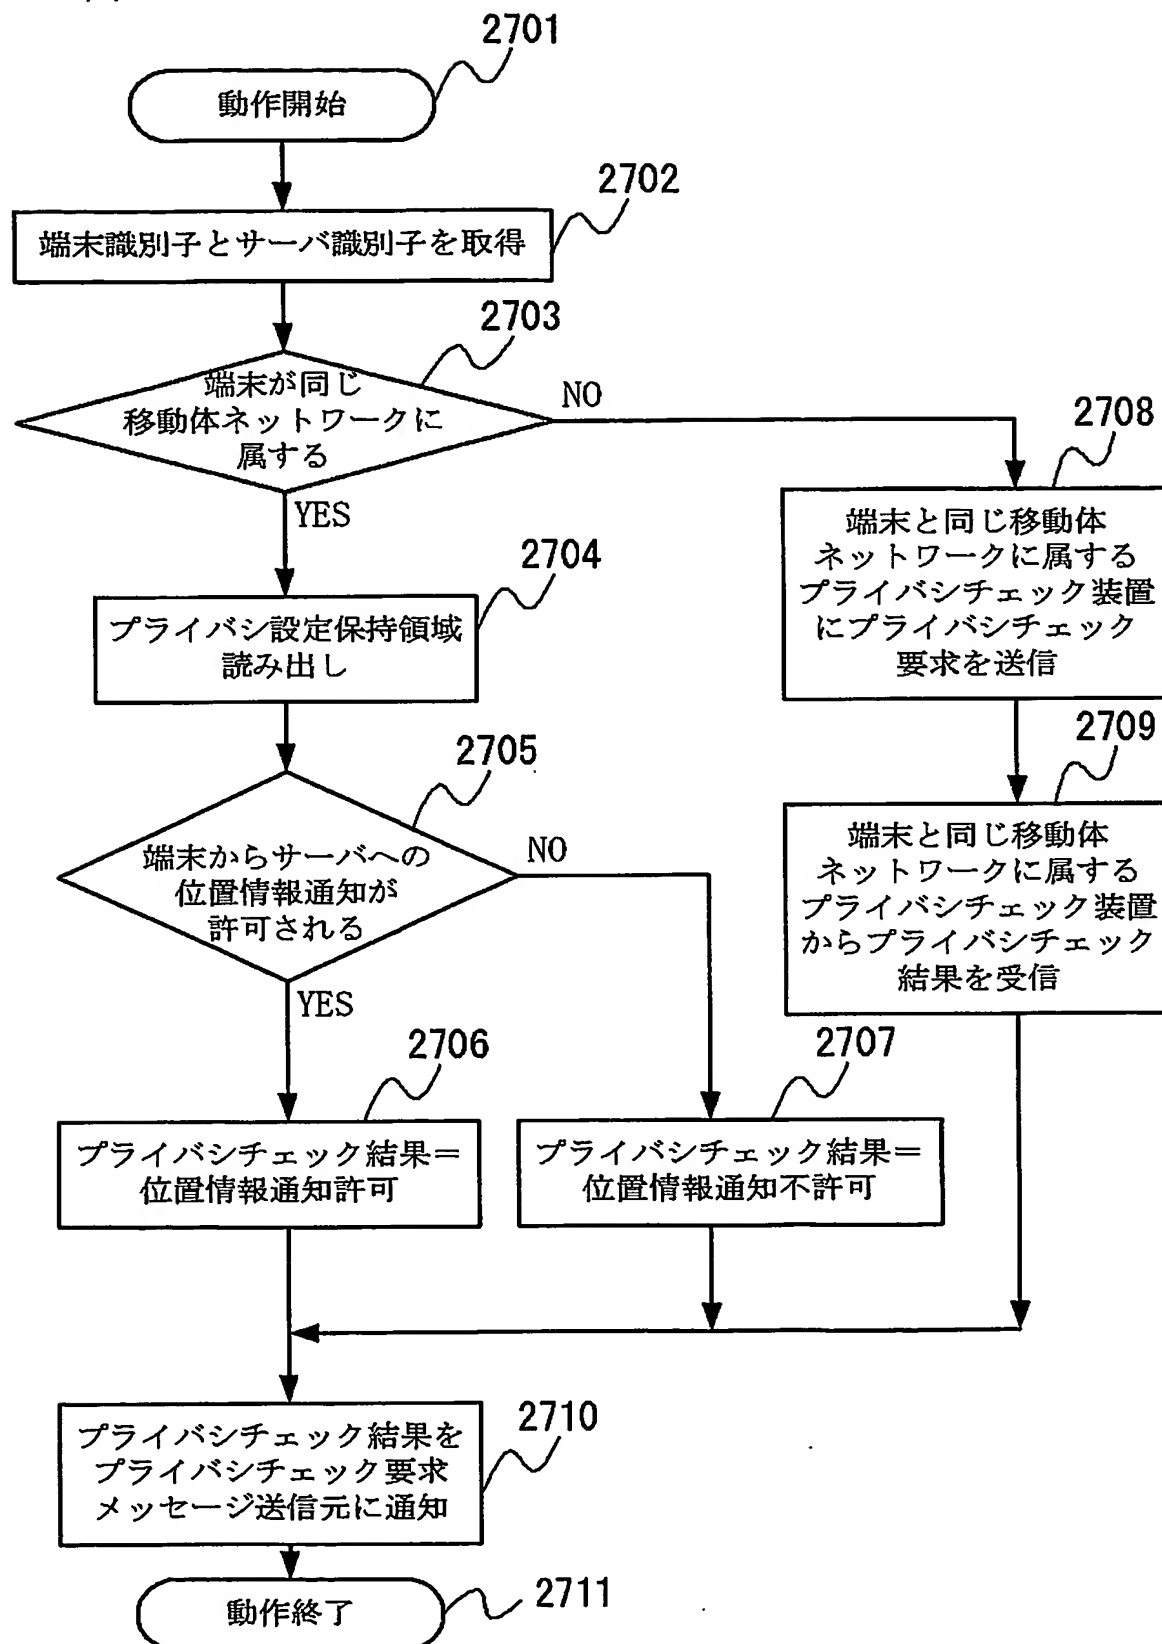 2701
動作開始
2702
端末識別子とサーバ識別子を取得
2703
端末が同じ
移動体ネットワークに
属する
NO
YES
2708
端末と同じ移動体
ネットワークに属する
プライバシチェック装置
にプライバシチェック
要求を送信
2704
プライバシ設定保持領域
読み出し
2705
端末からサーバへの
位置情報通知が
許可される
NO
YES
2709
端末と同じ移動体
ネットワークに属する
プライバシチェック装置
からプライバシチェック
結果を受信
2706
プライバシチェック結果＝
位置情報通知許可
2707
プライバシチェック結果＝
位置情報通知不許可
2710
プライバシチェック結果を
プライバシチェック要求
メッセージ送信元に通知
2711
動作終了